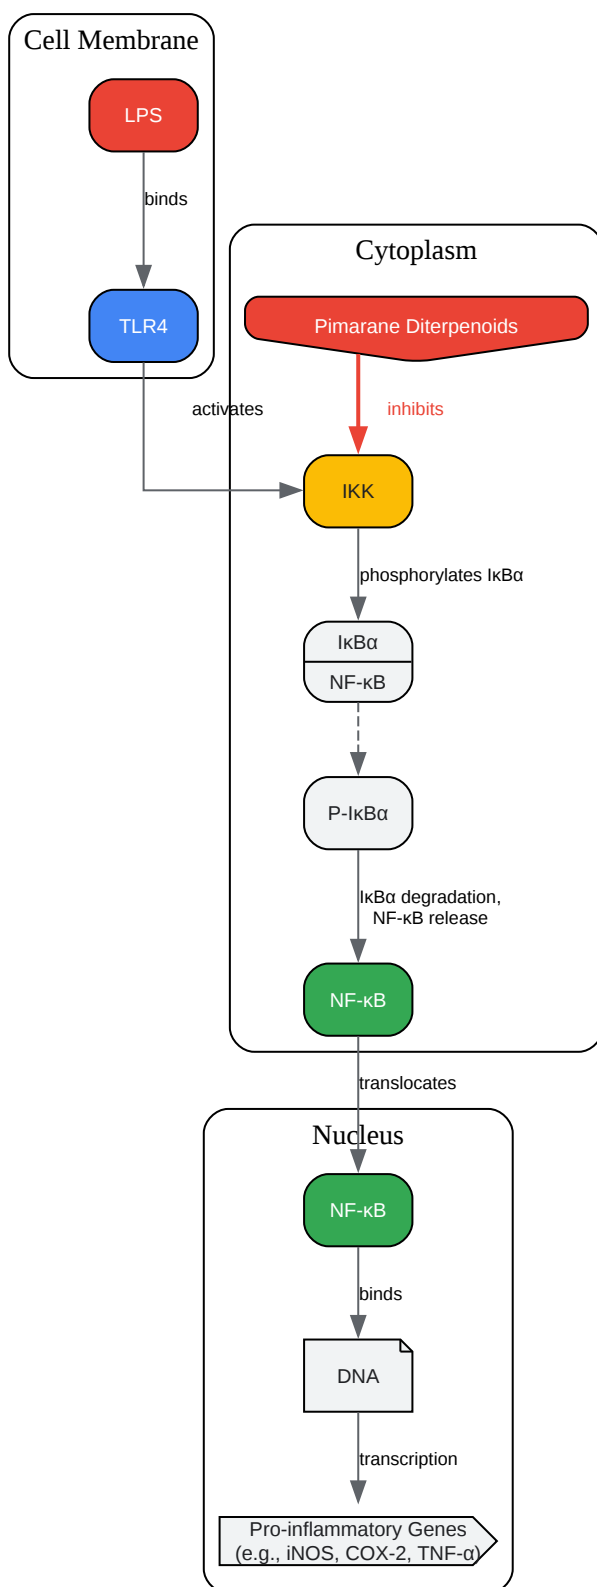 Cell Membrane
LPS
binds
TLR4
activates
Cytoplasm
Pimarane Diterpenoids
inhibits
IKK
phosphorylates IκBα
IκBα
NF-κB
P-IκBα
IκBα degradation,
NF-κB release
NF-κB
translocates
Nucleus
NF-κB
binds
DNA
transcription
Pro-inflammatory Genes
(e.g., iNOS, COX-2, TNF-α)